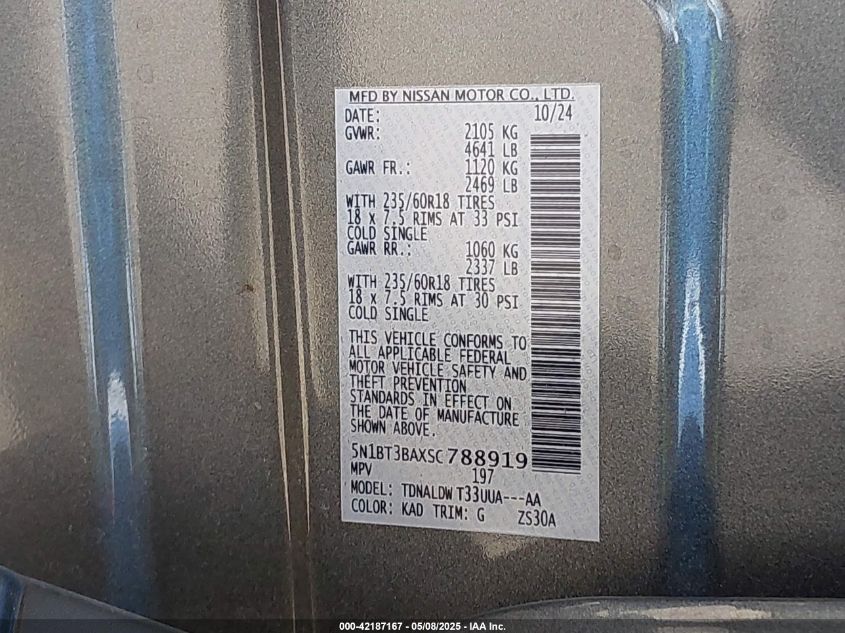 MFD BY NISSAN MOTOR CO., LTD.
DATE: 10/24
GVWR: 2105 KG
4641 LB
GAWR FR.: 1120 KG
2469 LB
WITH 235/60R18 TIRES
18 x 7.5 RIMS AT 33 PSI
COLD SINGLE
GAWR RR.: 1060 KG
2337 LB
WITH 235/60R18 TIRES
18 x 7.5 RIMS AT 30 PSI
COLD SINGLE
THIS VEHICLE CONFORMS TO
ALL APPLICABLE FEDERAL
MOTOR VEHICLE SAFETY AND
THEFT PREVENTION
STANDARDS IN EFFECT ON
THE DATE OF MANUFACTURE
SHOWN ABOVE.
5N1BT3BAXSC788919
MPV 197
MODEL: TDNALDW T33UUA---AA
COLOR: KAD TRIM: G ZS30A
000-42187167 - 05/08/2025 - IAA Inc.